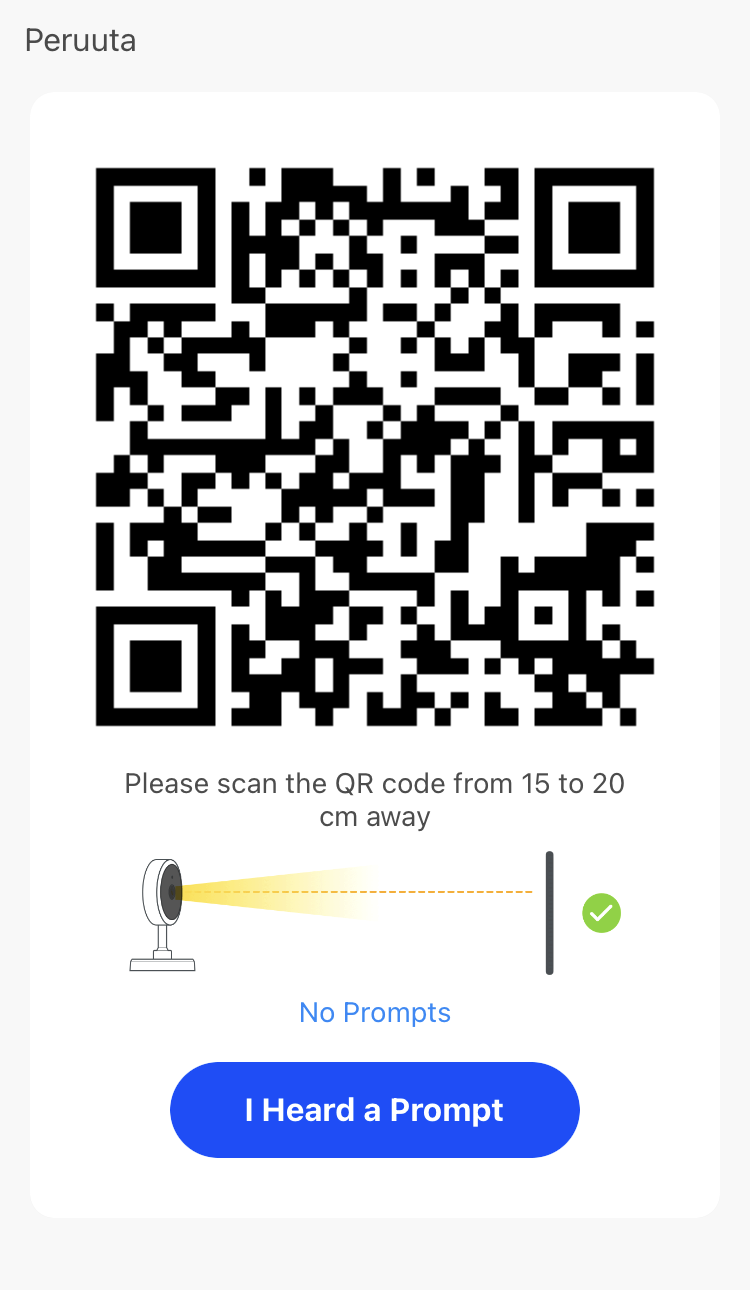 Peruuta
Please scan the QR code from 15 to 20
cm away
No Prompts
I Heard a Prompt